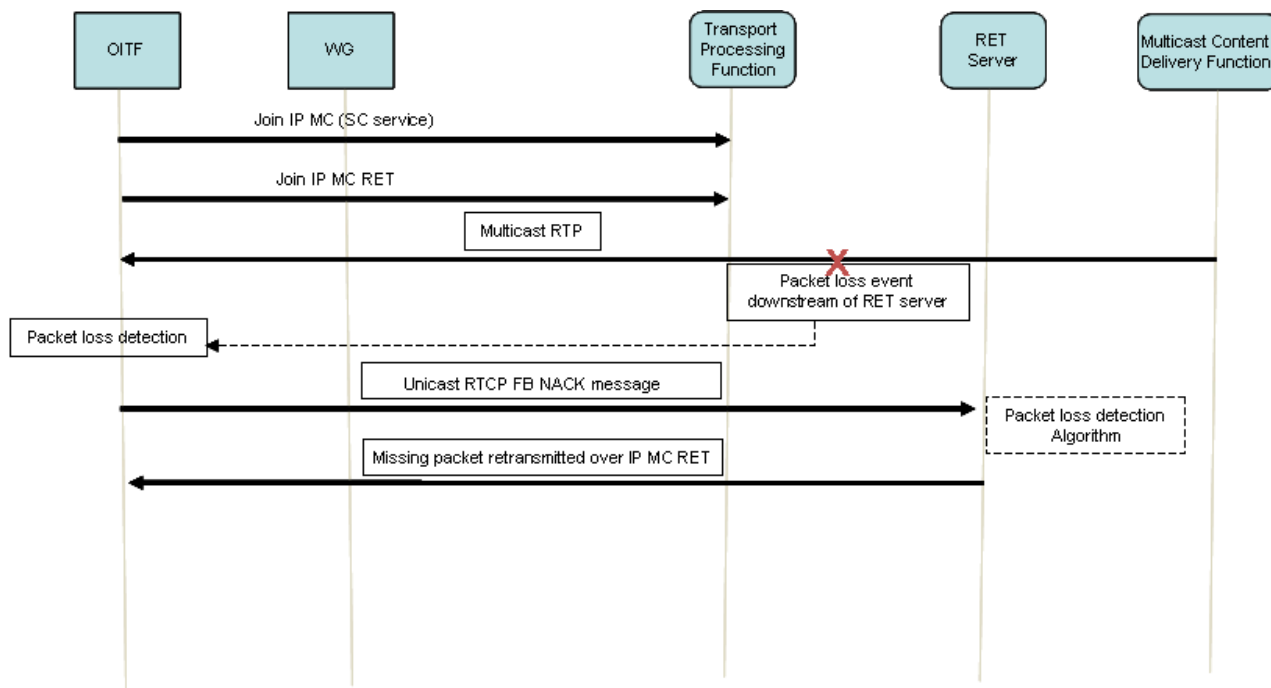 OITF
WG
Transport
Processing
Function
RET
Server
Multicast Content
Delivery Function
Join IP MC (SC service)
Join IP MC RET
Multicast RTP
X
Packet loss event
downstream of RET server
Packet loss detection
Unicast RTCP FB NACK message
Packet loss detection
Algorithm
Missing packet retransmitted over IP MC RET